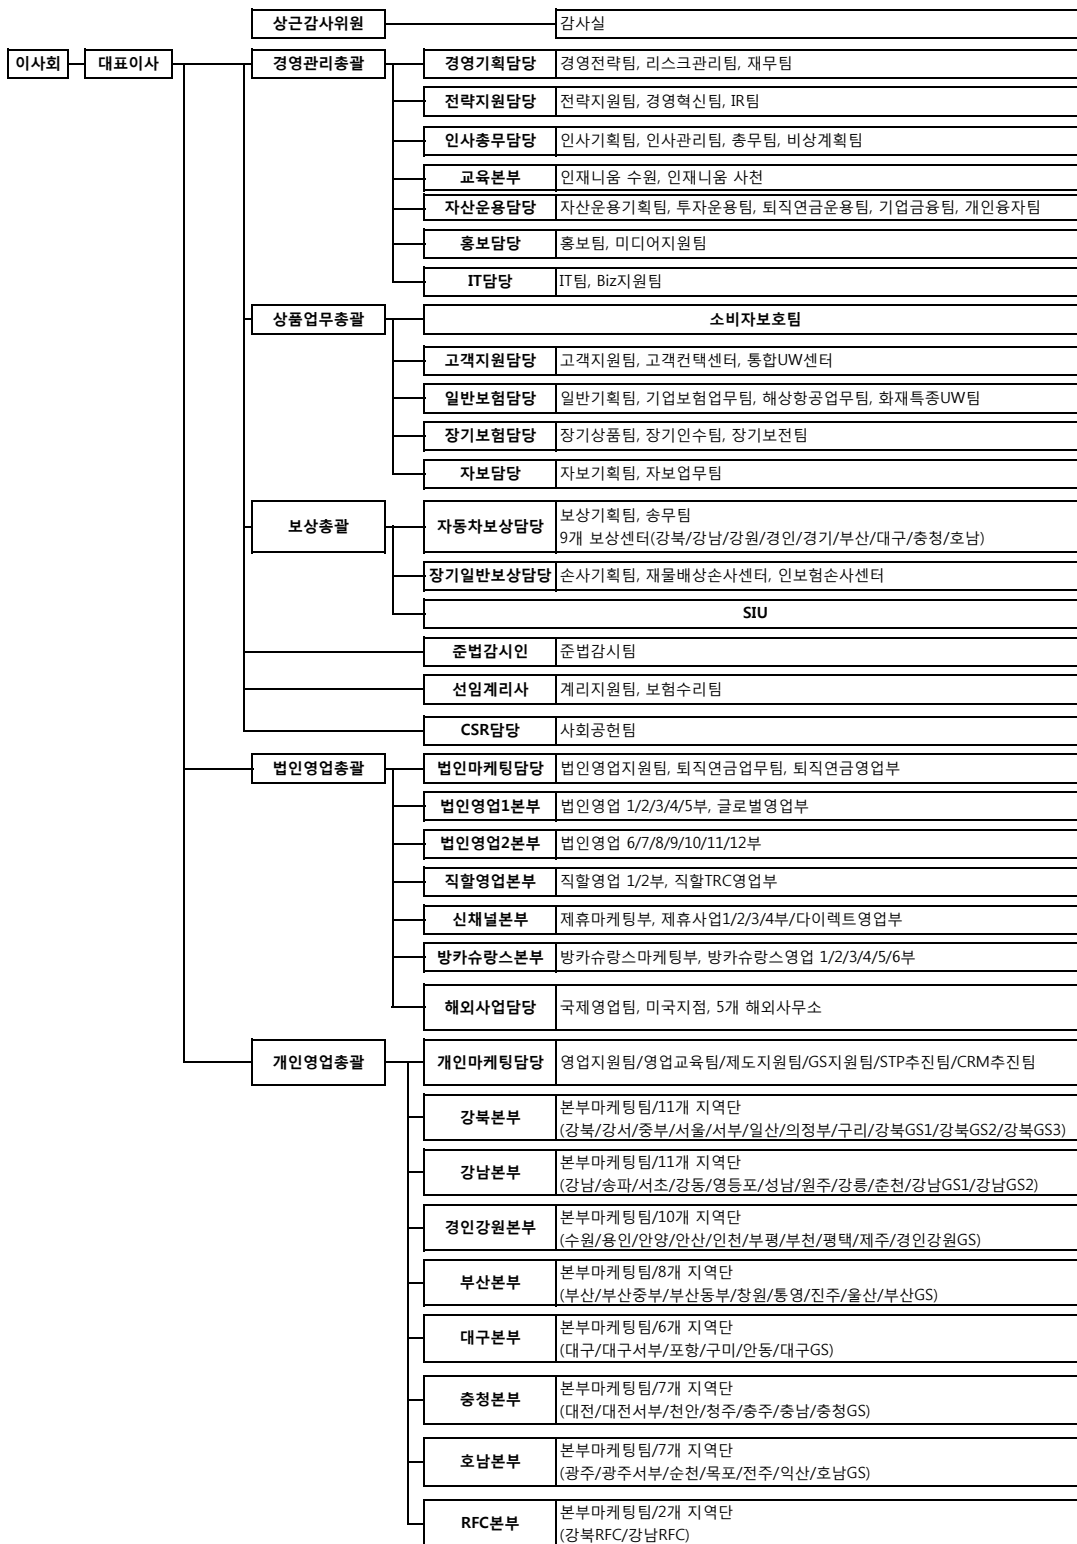 상근감사위원 감사실
이사회 대표이사 경영관리총괄 경영기획담당 경영전략팀, 리스크관리팀, 재무팀
전략지원담당 전략지원팀, 경영혁신팀, IR팀
인사총무담당 인사기획팀, 인사관리팀, 총무팀, 비상계획팀
교육본부 인재니움 수원, 인재니움 사천
자산운용담당 자산운용기획팀, 투자운용팀, 퇴직연금운용팀, 기업금융팀, 개인융자팀
홍보담당 홍보팀, 미디어지원팀
IT담당 IT팀, Biz지원팀
상품업무총괄 소비자보호팀
고객지원담당 고객지원팀, 고객컨택센터, 통합UW센터
일반보험담당 일반기획팀, 기업보험업무팀, 해상항공업무팀, 화재특종UW팀
장기보험담당 장기상품팀, 장기인수팀, 장기보전팀
자보담당 자보기획팀, 자보업무팀
보상총괄 자동차보상담당 보상기획팀, 송무팀
9개 보상센터(강북/강남/강원/경인/경기/부산/대구/충청/호남)
장기일반보상담당 손사기획팀, 재물배상손사센터, 인보험손사센터
SIU
준법감시인 준법감시팀
선임계리사 계리지원팀, 보험수리팀
CSR담당 사회공헌팀
법인영업총괄 법인마케팅담당 법인영업지원팀, 퇴직연금업무팀, 퇴직연금영업부
법인영업1본부 법인영업 1/2/3/4/5부, 글로벌영업부
법인영업2본부 법인영업 6/7/8/9/10/11/12부
직할영업본부 직할영업 1/2부, 직할TRC영업부
신채널본부 제휴마케팅부, 제휴사업1/2/3/4부/다이렉트영업부
방카슈랑스본부 방카슈랑스마케팅부, 방카슈랑스영업 1/2/3/4/5/6부
해외사업담당 국제영업팀, 미국지점, 5개 해외사무소
개인영업총괄 개인마케팅담당 영업지원팀/영업교육팀/제도지원팀/GS지원팀/STP추진팀/CRM추진팀
강북본부 본부마케팅팀/11개 지역단
(강북/강서/중부/서울/서부/일산/의정부/구리/강북GS1/강북GS2/강북GS3)
강남본부 본부마케팅팀/11개 지역단
(강남/송파/서초/강동/영등포/성남/원주/강릉/춘천/강남GS1/강남GS2)
경인강원본부 본부마케팅팀/10개 지역단
(수원/용인/안양/안산/인천/부평/부천/평택/제주/경인강원GS)
부산본부 본부마케팅팀/8개 지역단
(부산/부산중부/부산동부/창원/통영/진주/울산/부산GS)
대구본부 본부마케팅팀/6개 지역단
(대구/대구서부/포항/구미/안동/대구GS)
충청본부 본부마케팅팀/7개 지역단
(대전/대전서부/천안/청주/충주/충남/충청GS)
호남본부 본부마케팅팀/7개 지역단
(광주/광주서부/순천/목포/전주/익산/호남GS)
RFC본부 본부마케팅팀/2개 지역단
(강북RFC/강남RFC)